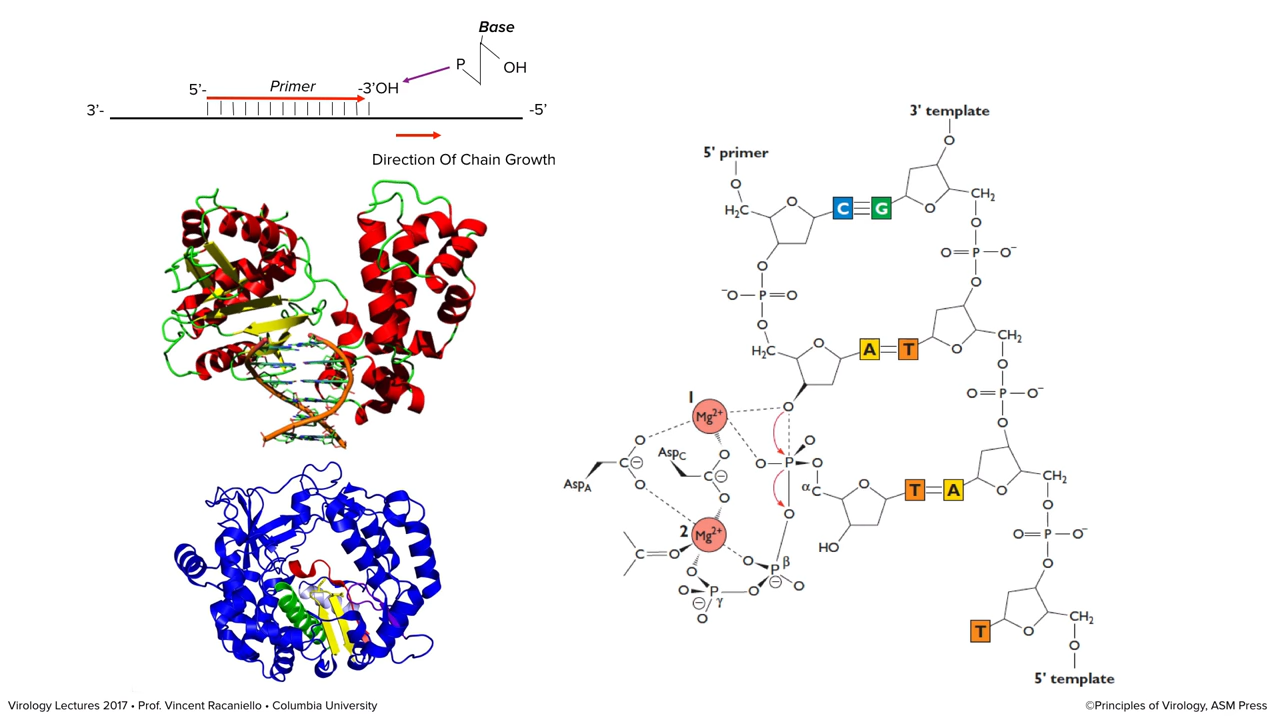 Base
P
OH
5’-
Primer
-3’OH
3’-
-5’
Direction Of Chain Growth
3' template
O
5' primer
O
H₂C
O
C
G
O
CH₂
O
O
⁻O
P
O
O
P
O⁻
O
O
H₂C
O
A
T
O
CH₂
O
O
P
O⁻
O
1
Mg²⁺
O
O
Asp_C
O
O
P
O
O
C
Asp_A
O
C
O
α
C
O
T
A
O
CH₂
O
O
2
Mg²⁺
O
O
HO
O
P
O⁻
O
O
P
β
O
O
P
γ
O
O
O
T
O
CH₂
O
5' template
Virology Lectures 2017 • Prof. Vincent Racaniello • Columbia University
©Principles of Virology, ASM Press